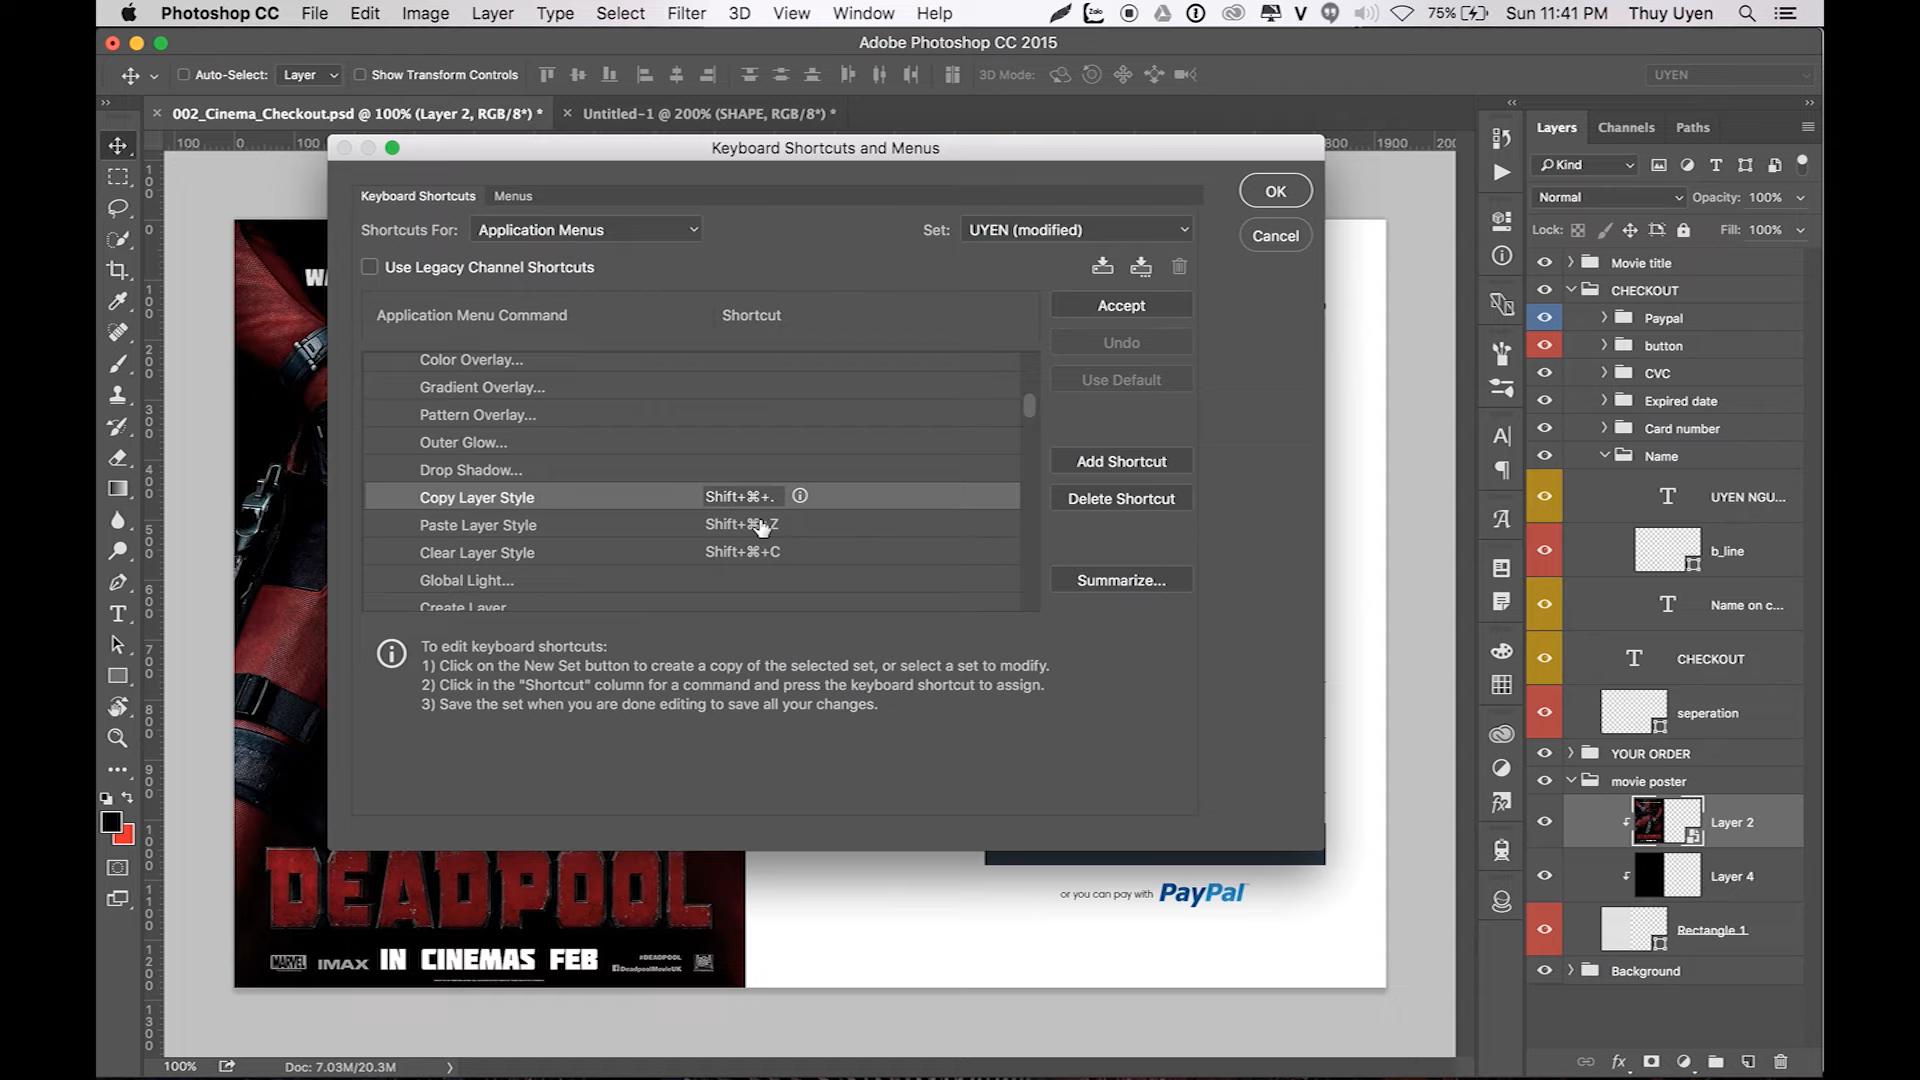 Photoshop CC File Edit Image Layer Type Select Filter 3D View Window Help
75% Sun 11:41 PM Thuy Uyen
Adobe Photoshop CC 2015
Auto-Select: Layer Show Transform Controls 3D Mode: UYEN
002_Cinema_Checkout.psd @ 100% (Layer 2, RGB/8*) * Untitled-1 @ 200% (SHAPE, RGB/8*) *
Keyboard Shortcuts and Menus
Keyboard Shortcuts Menus
OK
Shortcuts For: Application Menus Set: UYEN (modified)
Cancel
Use Legacy Channel Shortcuts
Accept
Application Menu Command Shortcut
Undo
Color Overlay...
Use Default
Gradient Overlay...
Pattern Overlay...
Outer Glow...
Add Shortcut
Drop Shadow...
Copy Layer Style Shift+⌘+.
Delete Shortcut
Paste Layer Style Shift+⌘+Z
Clear Layer Style Shift+⌘+C
Global Light...
Summarize...
Create Layer
To edit keyboard shortcuts:
1) Click on the New Set button to create a copy of the selected set, or select a set to modify.
2) Click in the "Shortcut" column for a command and press the keyboard shortcut to assign.
3) Save the set when you are done editing to save all your changes.
DEADPOOL
MARVEL IMAX IN CINEMAS FEB
#DEADPOOL
DeadpoolMovieUK
or you can pay with PayPal
100% Doc: 7.03M/20.3M
Layers Channels Paths
Kind
Normal Opacity: 100%
Lock: Fill: 100%
Movie title
CHECKOUT
Paypal
button
CVC
Expired date
Card number
Name
UYEN NGU...
b_line
Name on c...
CHECKOUT
seperation
YOUR ORDER
movie poster
Layer 2
Layer 4
Rectangle 1
Background